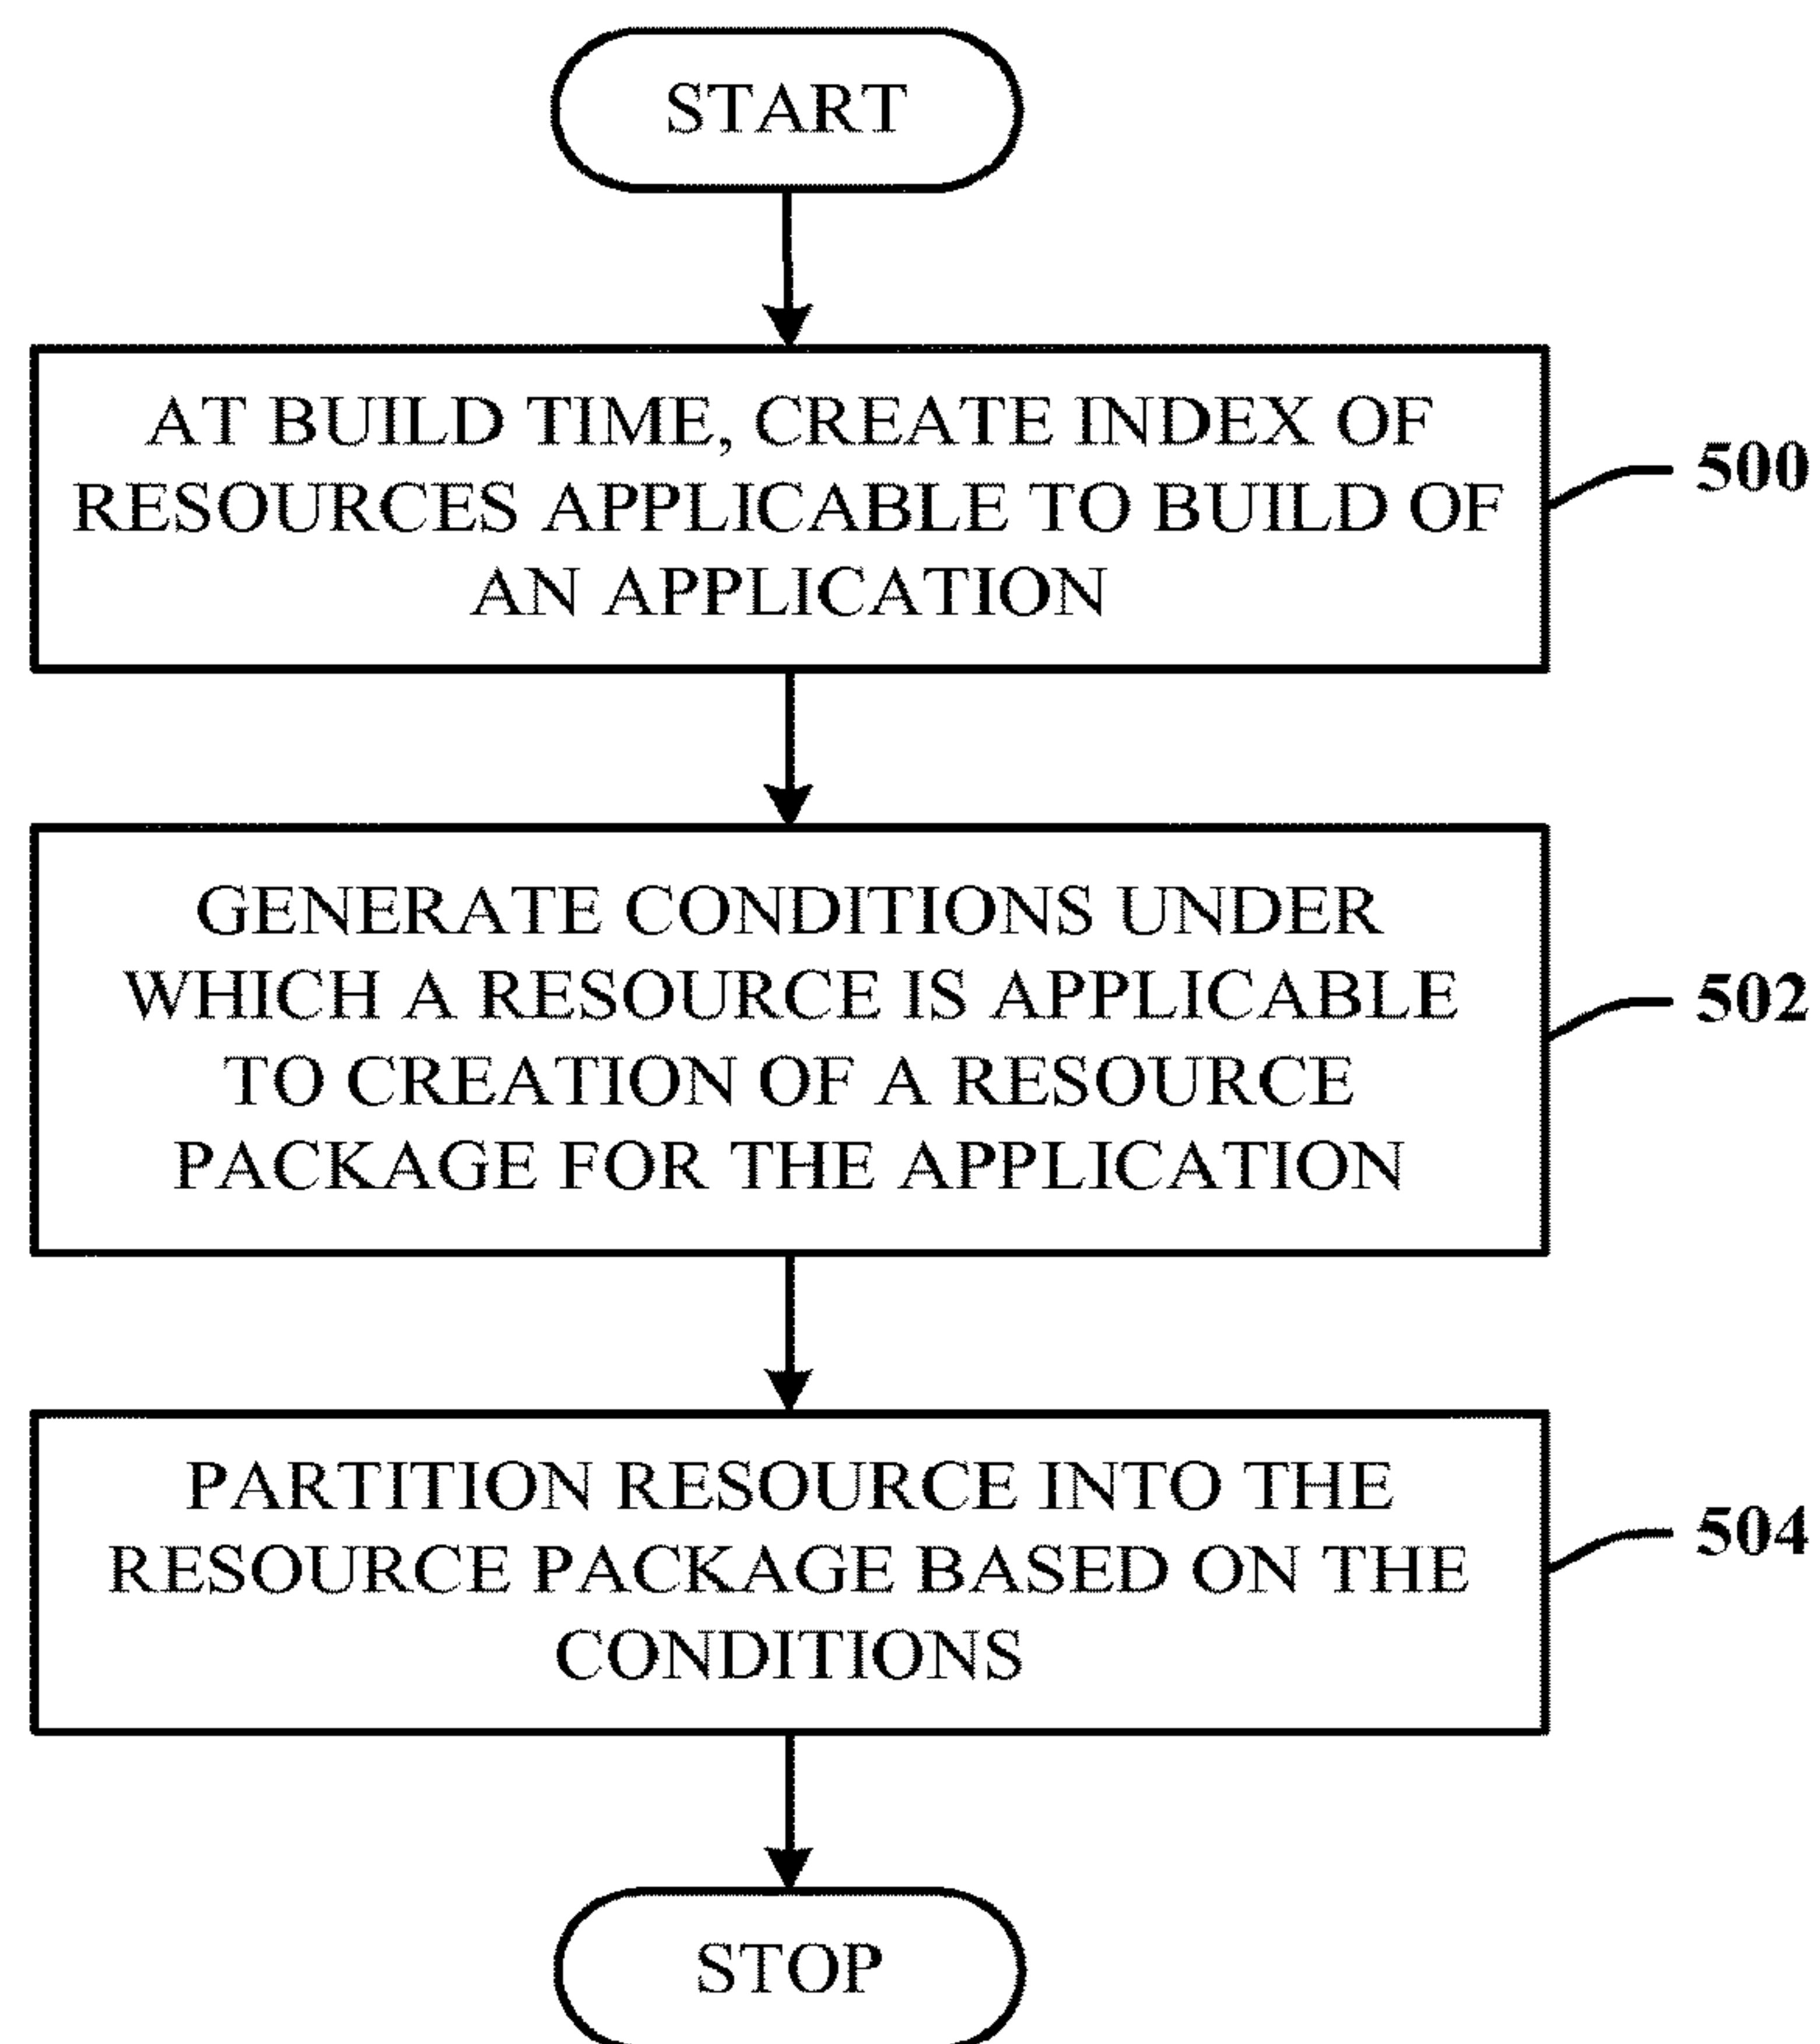 START
AT BUILD TIME, CREATE INDEX OF
RESOURCES APPLICABLE TO BUILD OF
AN APPLICATION
500
GENERATE CONDITIONS UNDER
WHICH A RESOURCE IS APPLICABLE
TO CREATION OF A RESOURCE
PACKAGE FOR THE APPLICATION
502
PARTITION RESOURCE INTO THE
RESOURCE PACKAGE BASED ON THE
CONDITIONS
504
STOP